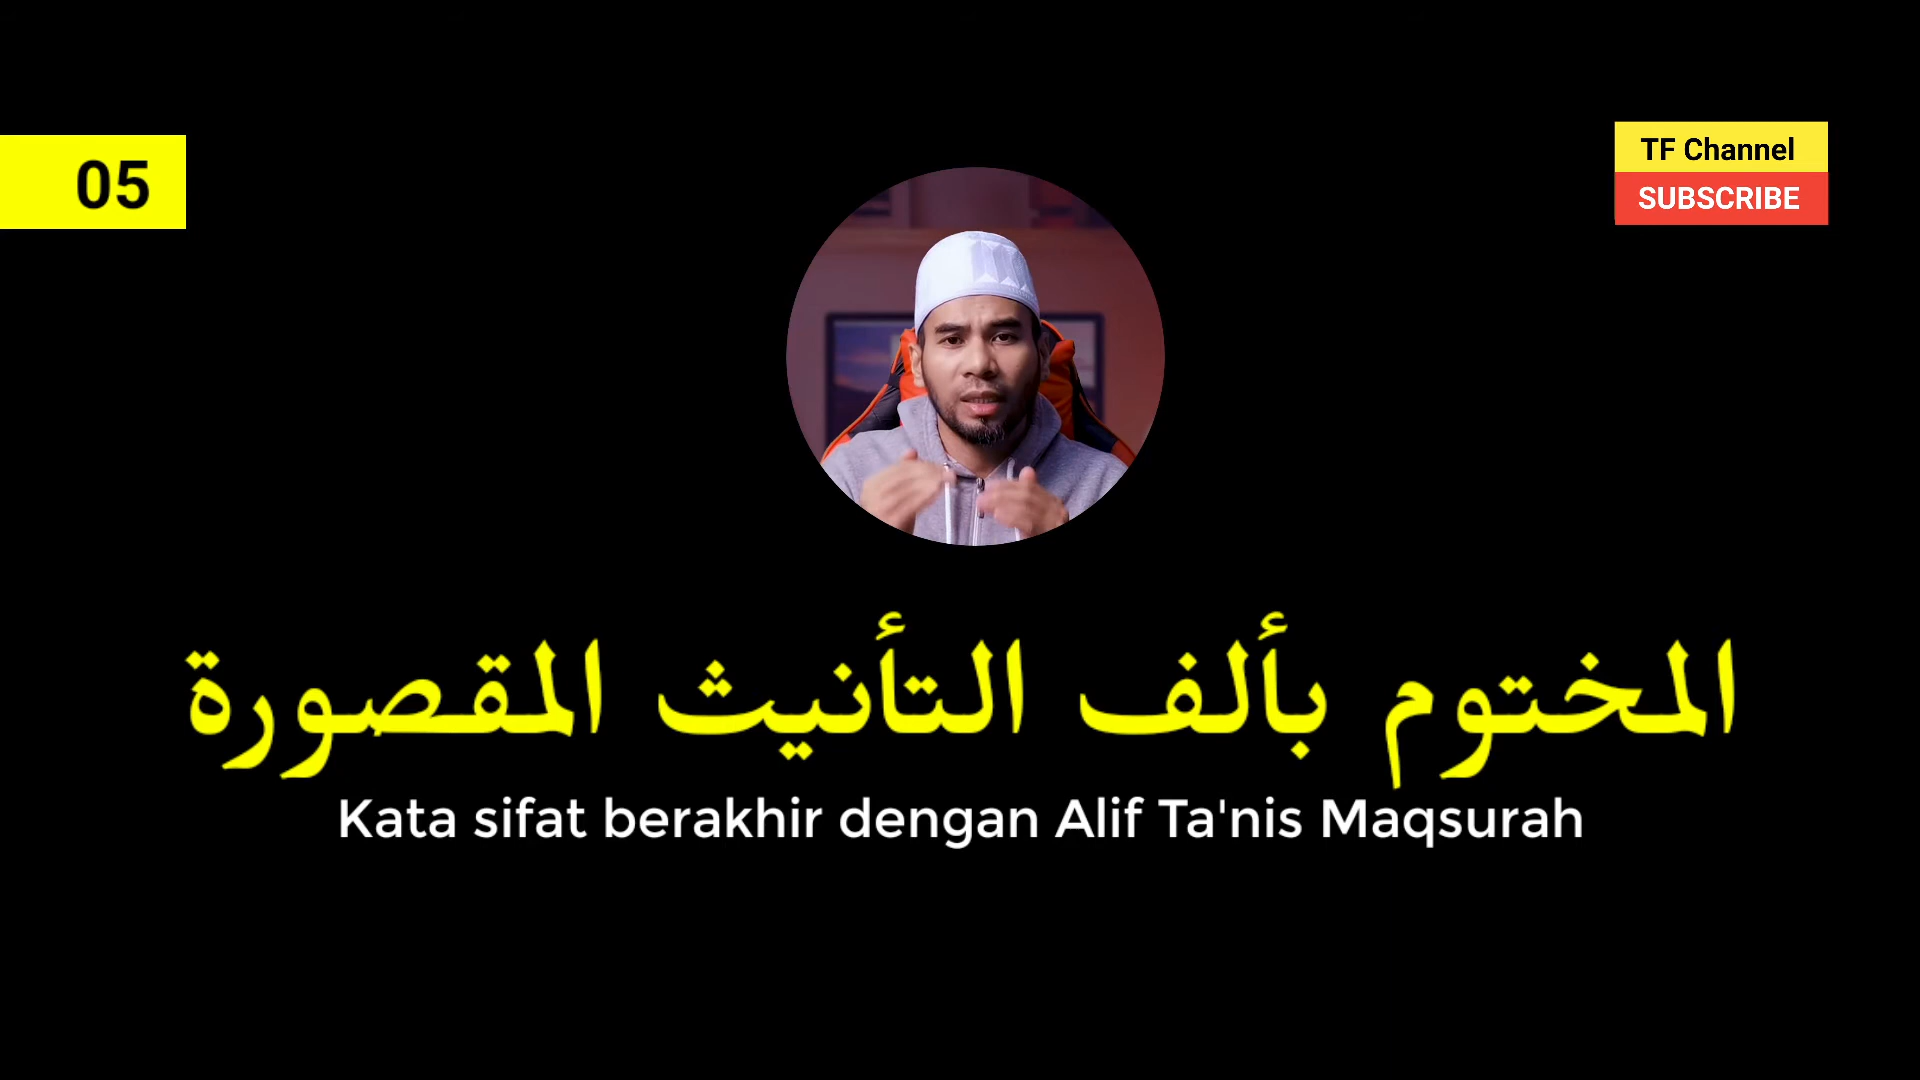 05
TF Channel
SUBSCRIBE
المختوم بألف التأنيث المقصورة
Kata sifat berakhir dengan Alif Ta'nis Maqsurah